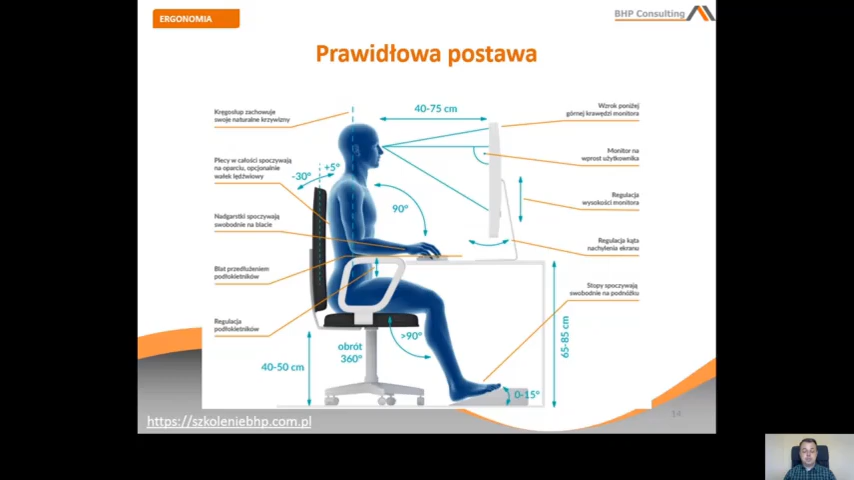 ERGONOMIA
BHP Consulting
Prawidłowa postawa
Kręgosłup zachowuje
swoje naturalne krzywizny
40-75 cm
Wzrok poniżej
górnej krawędzi monitora
Plecy w całości spoczywają
na oparciu, opcjonalnie
wałek lędźwiowy
-30°
+5°
Monitor na
wprost użytkownika
90°
Regulacja
wysokości monitora
Nadgarstki spoczywają
swobodnie na blacie
Regulacja kąta
nachylenia ekranu
Blat przedłużeniem
podłokietników
Stopy spoczywają
swobodnie na podnóżku
Regulacja
podłokietników
>90°
65-85 cm
obrót
360°
40-50 cm
0-15°
https://szkoleniebhp.com.pl
14